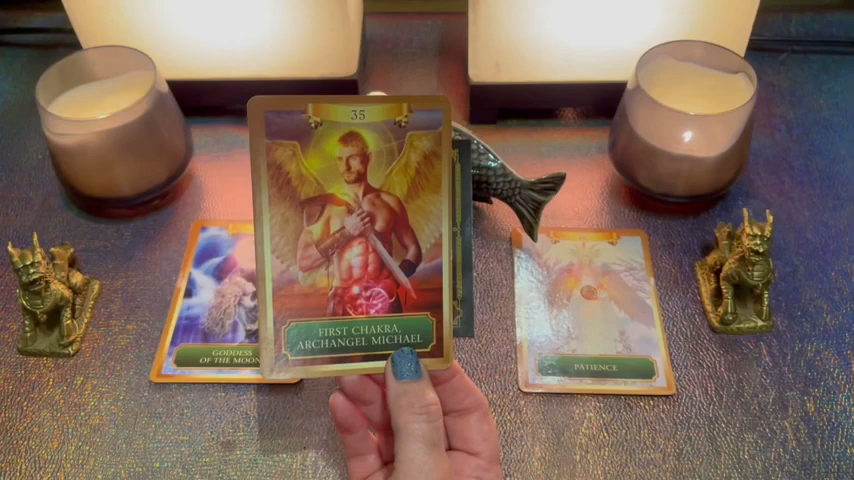 35
FIRST CHAKRA,
ARCHANGEL MICHAEL
GODDESS
OF THE MOON
PATIENCE